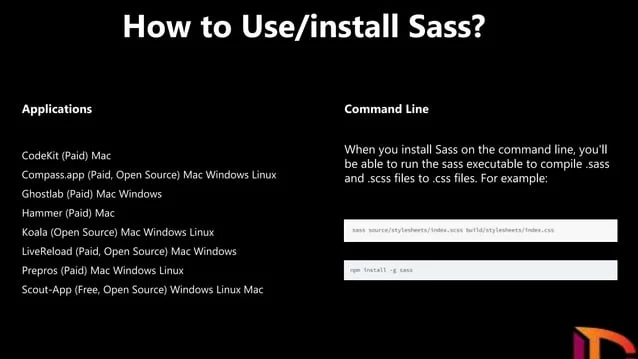 How to Use/install Sass?
Applications
CodeKit (Paid) Mac
Compass.app (Paid, Open Source) Mac Windows Linux
Ghostlab (Paid) Mac Windows
Hammer (Paid) Mac
Koala (Open Source) Mac Windows Linux
LiveReload (Paid, Open Source) Mac Windows
Prepros (Paid) Mac Windows Linux
Scout-App (Free, Open Source) Windows Linux Mac
Command Line
When you install Sass on the command line, you'll
be able to run the sass executable to compile .sass
and .scss files to .css files. For example:
sass source/stylesheets/index.scss build/stylesheets/index.css
npm install -g sass